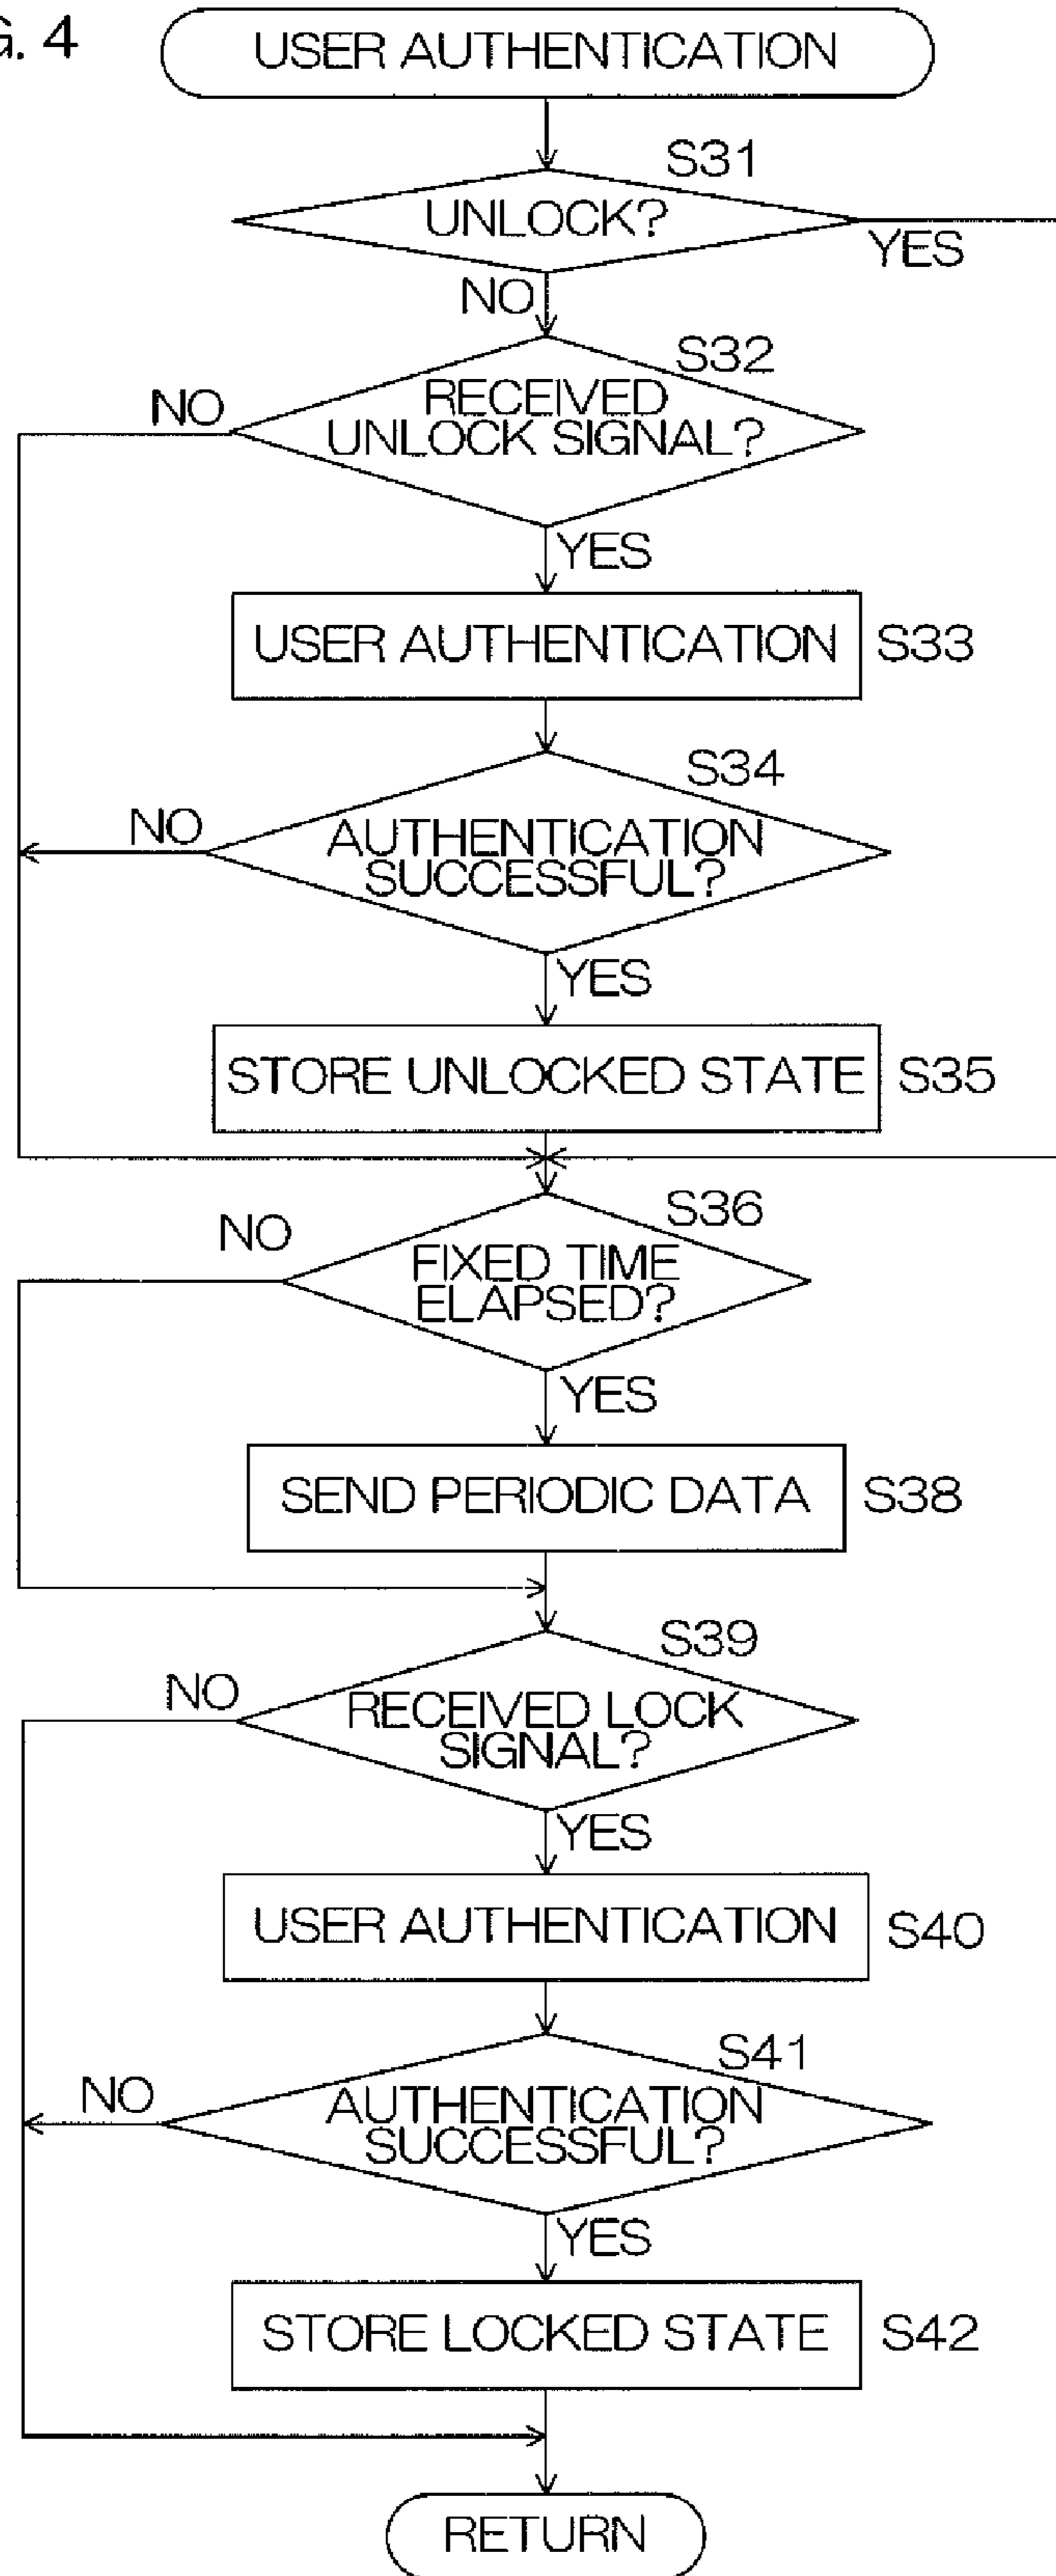 G. 4
USER AUTHENTICATION
S31
UNLOCK?
YES
NO
S32
NO
RECEIVED
UNLOCK SIGNAL?
YES
USER AUTHENTICATION
S33
S34
NO
AUTHENTICATION
SUCCESSFUL?
YES
STORE UNLOCKED STATE
S35
S36
NO
FIXED TIME
ELAPSED?
YES
SEND PERIODIC DATA
S38
S39
NO
RECEIVED LOCK
SIGNAL?
YES
USER AUTHENTICATION
S40
S41
NO
AUTHENTICATION
SUCCESSFUL?
YES
STORE LOCKED STATE
S42
RETURN